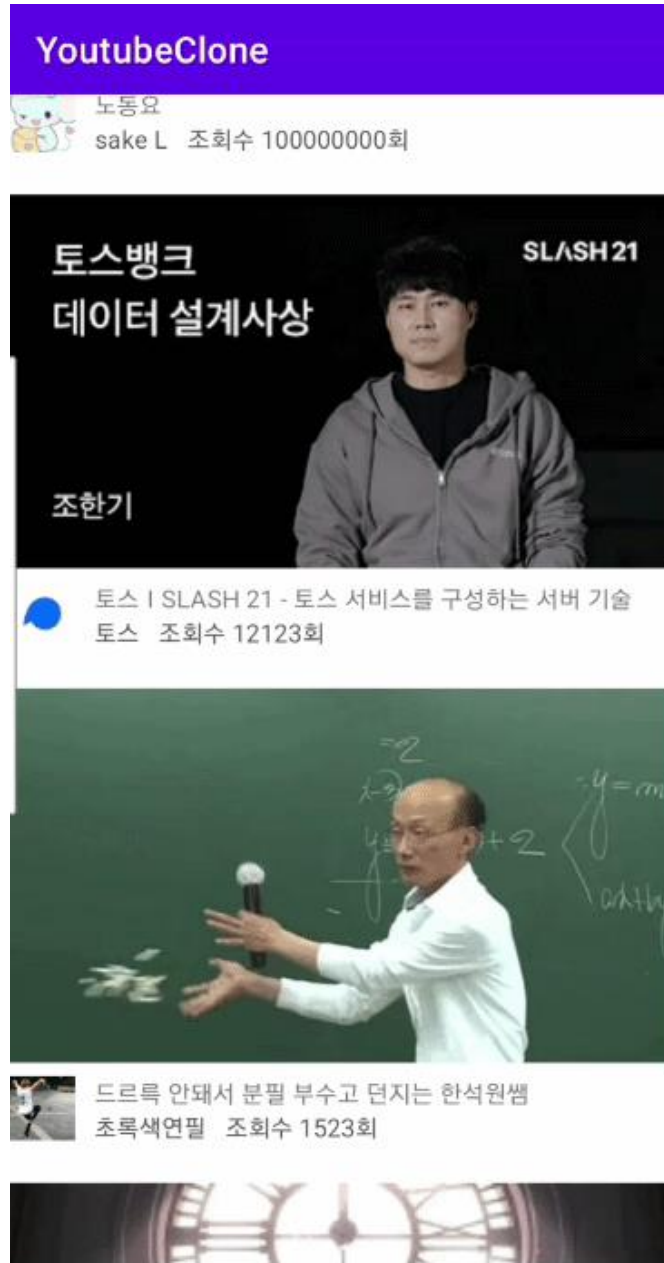 YoutubeClone
노동요
sake L 조회수 100000000회
토스뱅크
데이터 설계사상
SLASH 21
조한기
토스 I SLASH 21 - 토스 서비스를 구성하는 서버 기술
토스 조회수 12123회
=2
+ 2
y=m
드르륵 안돼서 분필 부수고 던지는 한석원쌤
초록색연필 조회수 1523회